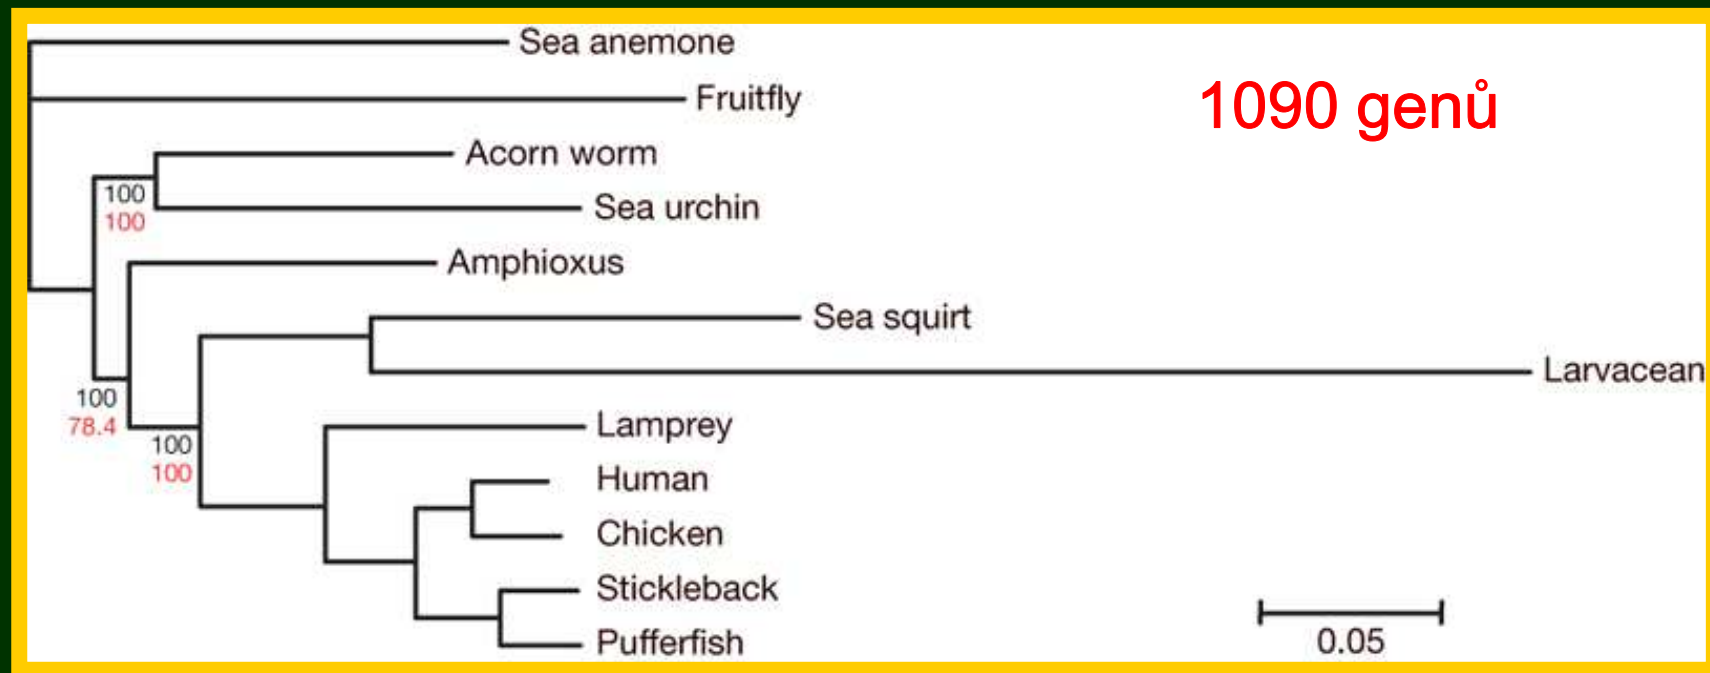 Sea anemone
Fruitfly
1090 genů
Acorn worm
100
100
Sea urchin
Amphioxus
Sea squirt
Larvacean
100
78.4
Lamprey
100
100
Human
Chicken
Stickleback
Pufferfish
0.05